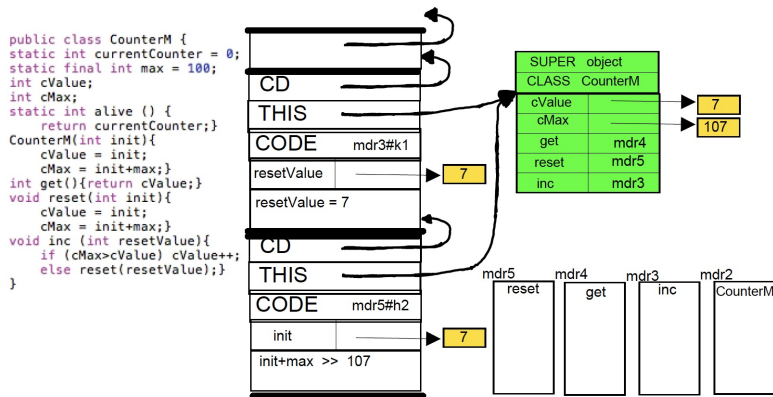 public class CounterM {
static int currentCounter = 0;
static final int max = 100;
int cValue;
int cMax;
static int alive () {
return currentCounter;}
CounterM(int init){
cValue = init;
cMax = init+max;}
int get(){return cValue;}
void reset(int init){
cValue = init;
cMax = init+max;}
void inc (int resetValue){
if (cMax>cValue) cValue++;
else reset(resetValue);}
}
CD
THIS
CODE mdr3#k1
resetValue 7
resetValue = 7
CD
THIS
CODE mdr5#h2
init 7
init+max >> 107
SUPER object
CLASS CounterM
cValue 7
cMax 107
get mdr4
reset mdr5
inc mdr3
mdr5 mdr4 mdr3 mdr2
reset get inc CounterM